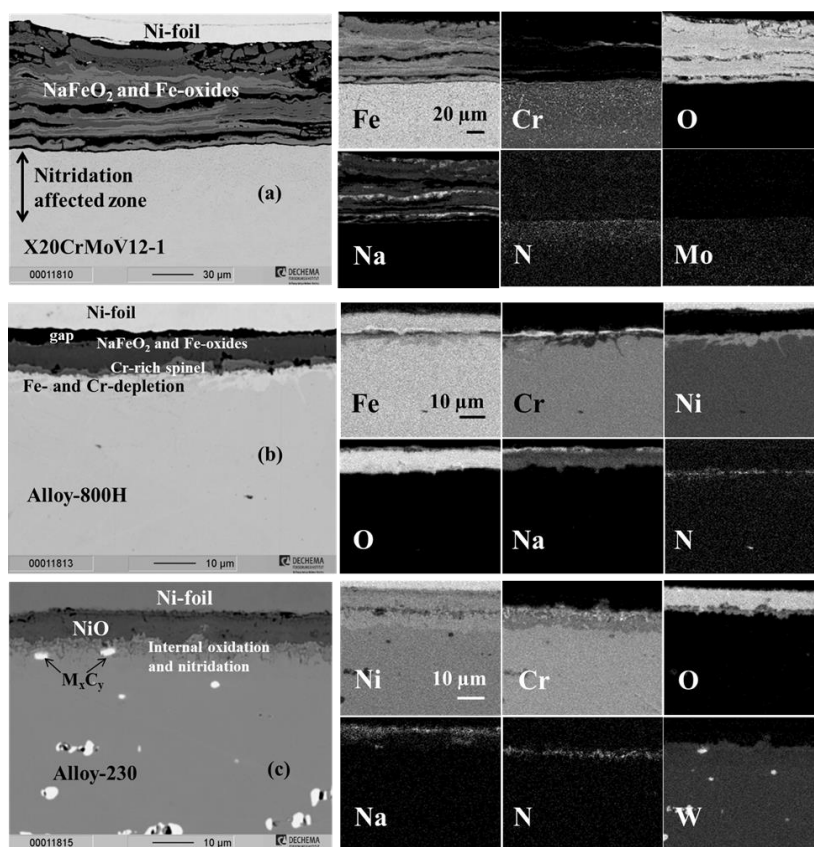 Ni-foil
NaFeO₂ and Fe-oxides
Nitridation
affected zone
(a)
X20CrMoV12-1
00011810
30 µm
DECHEMA
Fe
20 µm
Cr
O
Na
N
Mo
Ni-foil
gap
NaFeO₂ and Fe-oxides
Cr-rich spinel
Fe- and Cr-depletion
(b)
Alloy-800H
00011813
10 µm
DECHEMA
Fe
10 µm
Cr
Ni
O
Na
N
Ni-foil
NiO
Internal oxidation
and nitridation
MₓCᵧ
Alloy-230
(c)
00011815
10 µm
DECHEMA
Ni
10 µm
Cr
O
Na
N
W